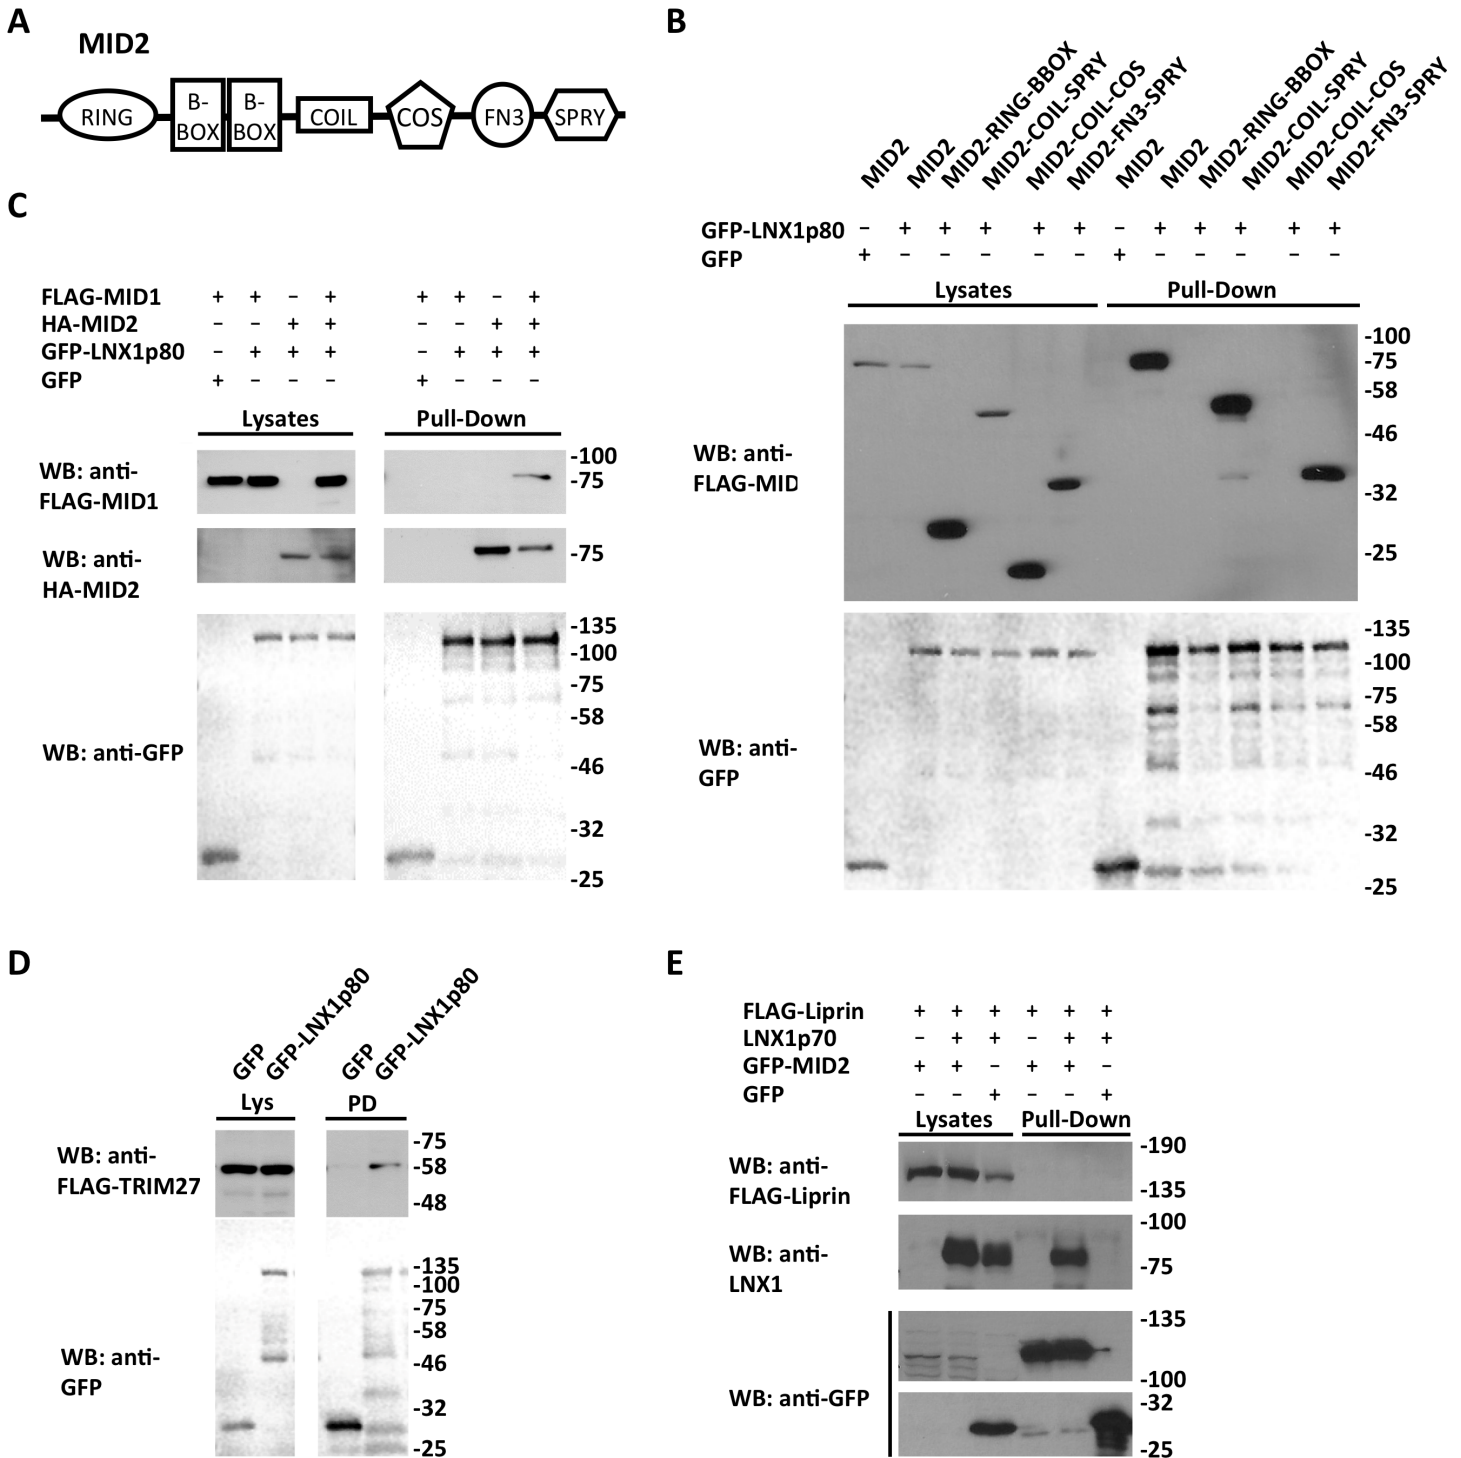 A
MID2
RING
B-
BOX
B-
BOX
COIL
COS
FN3
SPRY
B
MID2
MID2
MID2-RING-BBOX
MID2-COIL-SPRY
MID2-COIL-COS
MID2-FN3-SPRY
MID2
MID2
MID2-RING-BBOX
MID2-COIL-SPRY
MID2-COIL-COS
MID2-FN3-SPRY
GFP-LNX1p80 − + + + + + − + + + + +
GFP + − − − − − + − − − − −
Lysates Pull-Down
WB: anti-
FLAG-MID
-100
-75
-58
-46
-32
-25
WB: anti-
GFP
-135
-100
-75
-58
-46
-32
-25
C
FLAG-MID1 + + − + + + − +
HA-MID2 − − + + − − + +
GFP-LNX1p80 − + + + − + + +
GFP + − − − + − − −
Lysates Pull-Down
WB: anti-
FLAG-MID1
-100
-75
WB: anti-
HA-MID2
-75
WB: anti-GFP
-135
-100
-75
-58
-46
-32
-25
D
GFP
GFP-LNX1p80
GFP
GFP-LNX1p80
Lys PD
WB: anti-
FLAG-TRIM27
-75
-58
-48
WB: anti-
GFP
-135
-100
-75
-58
-46
-32
-25
E
FLAG-Liprin + + + + + +
LNX1p70 − + + − + +
GFP-MID2 + + − + + −
GFP − − + − − +
Lysates Pull-Down
WB: anti-
FLAG-Liprin
-190
-135
WB: anti-
LNX1
-100
-75
WB: anti-GFP
-135
-100
-32
-25